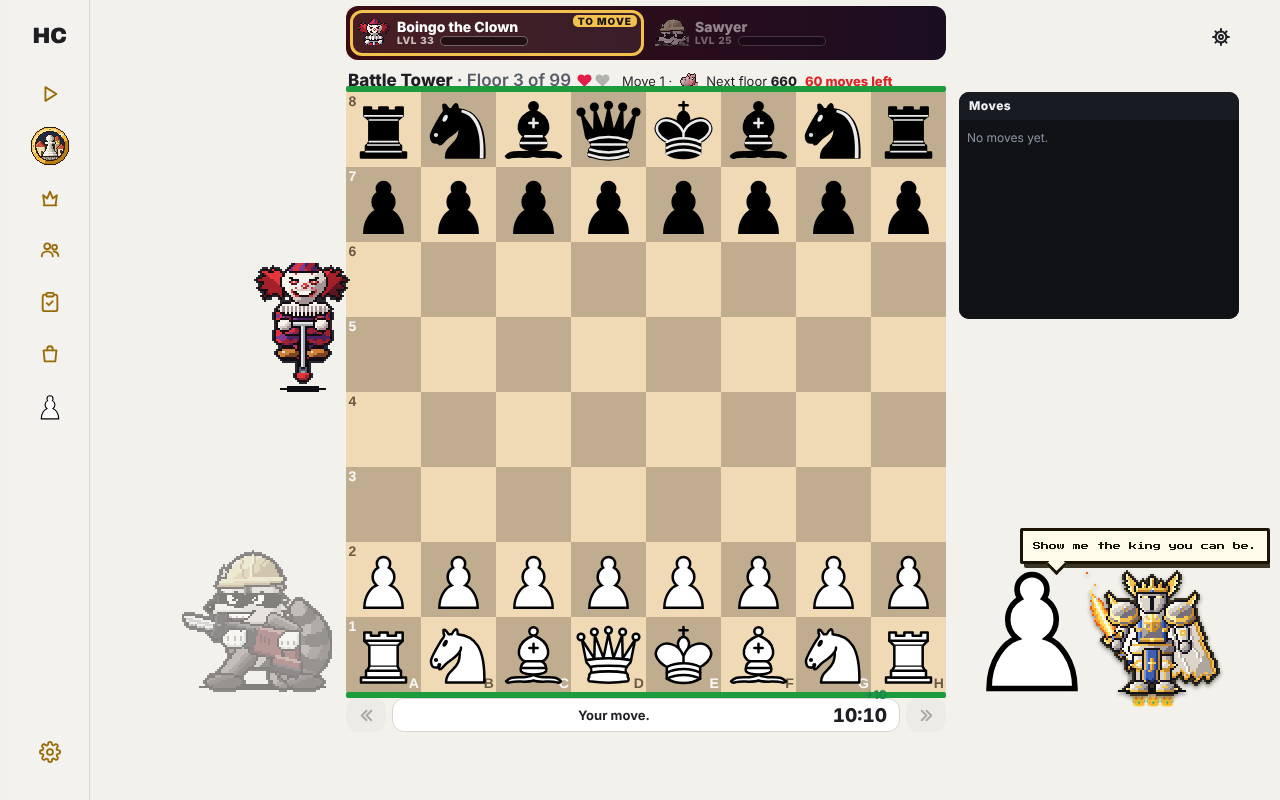 HC
Boingo the Clown
TO MOVE
LVL 33
Sawyer
LVL 25
Battle Tower · Floor 3 of 99
Move 1 ·
Next floor 660
60 moves left
8
7
6
5
4
3
2
1
A
B
C
D
E
F
G
H
Moves
No moves yet.
Show me the king you can be.
+10
Your move.
10:10